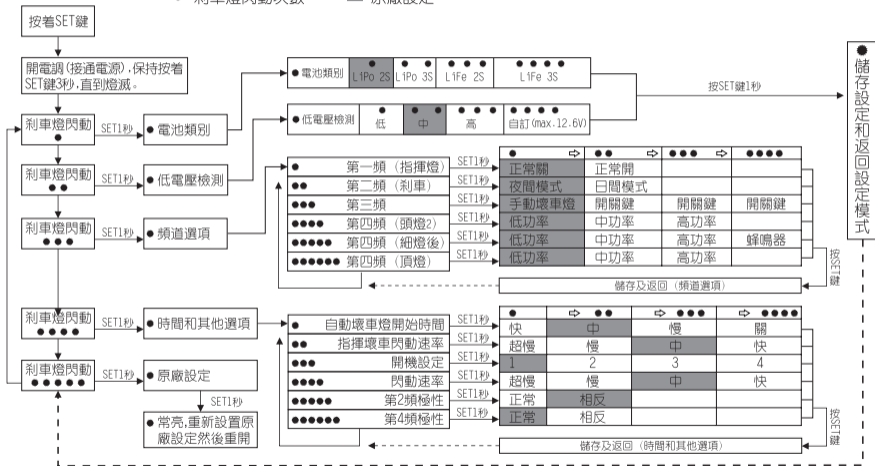 ● 剎車燈閃動次數 原廠設定
按着SET鍵
開電調(接通電源),保持按着
SET鍵3秒,直到燈滅。
剎車燈閃動
●
SET1秒
● 電池類別
● 電池類別
●
LiPo 2S
● ●
LiPo 3S
● ● ●
LiFe 2S
● ● ● ●
LiFe 3S
按SET鍵1秒
● 儲存設定和返回設定模式
剎車燈閃動
●●
SET1秒
● 低電壓檢測
● 低電壓檢測
●
低
● ●
中
● ● ●
高
● ● ● ●
自訂(max.12.6V)
剎車燈閃動
●●●
SET1秒
● 頻道選項
● ⇨ ●● ⇨ ●●● ⇨ ●●●●
● 第一頻 (指揮燈) SET1秒 正常關 正常開
●● 第二頻 (剎車) SET1秒 夜間模式 日間模式
●●● 第三頻 SET1秒 手動壞車燈 開關鍵 開關鍵 開關鍵
●●●● 第四頻 (頭燈2) SET1秒 低功率 中功率 高功率
●●●●● 第四頻 (細燈後) SET1秒 低功率 中功率 高功率 蜂鳴器
●●●●●● 第四頻 (頂燈) SET1秒 低功率 中功率 高功率
按SET鍵
儲存及返回 (頻道選項)
剎車燈閃動
●●●●
SET1秒
● 時間和其他選項
● ⇨ ●● ⇨ ●●● ⇨ ●●●●
● 自動壞車燈開始時間 SET1秒 快 中 慢 關
●● 指揮壞車閃動速率 SET1秒 超慢 慢 中 快
●●● 開機設定 SET1秒 1 2 3 4
●●●● 閃動速率 SET1秒 超慢 慢 中 快
●●●●● 第2頻極性 SET1秒 正常 相反
●●●●●● 第4頻極性 SET1秒 正常 相反
按SET鍵
儲存及返回 (時間和其他選項)
剎車燈閃動
●●●●●
SET1秒
● 原廠設定
SET1秒
● 常亮,重新設置原
廠設定然後重開